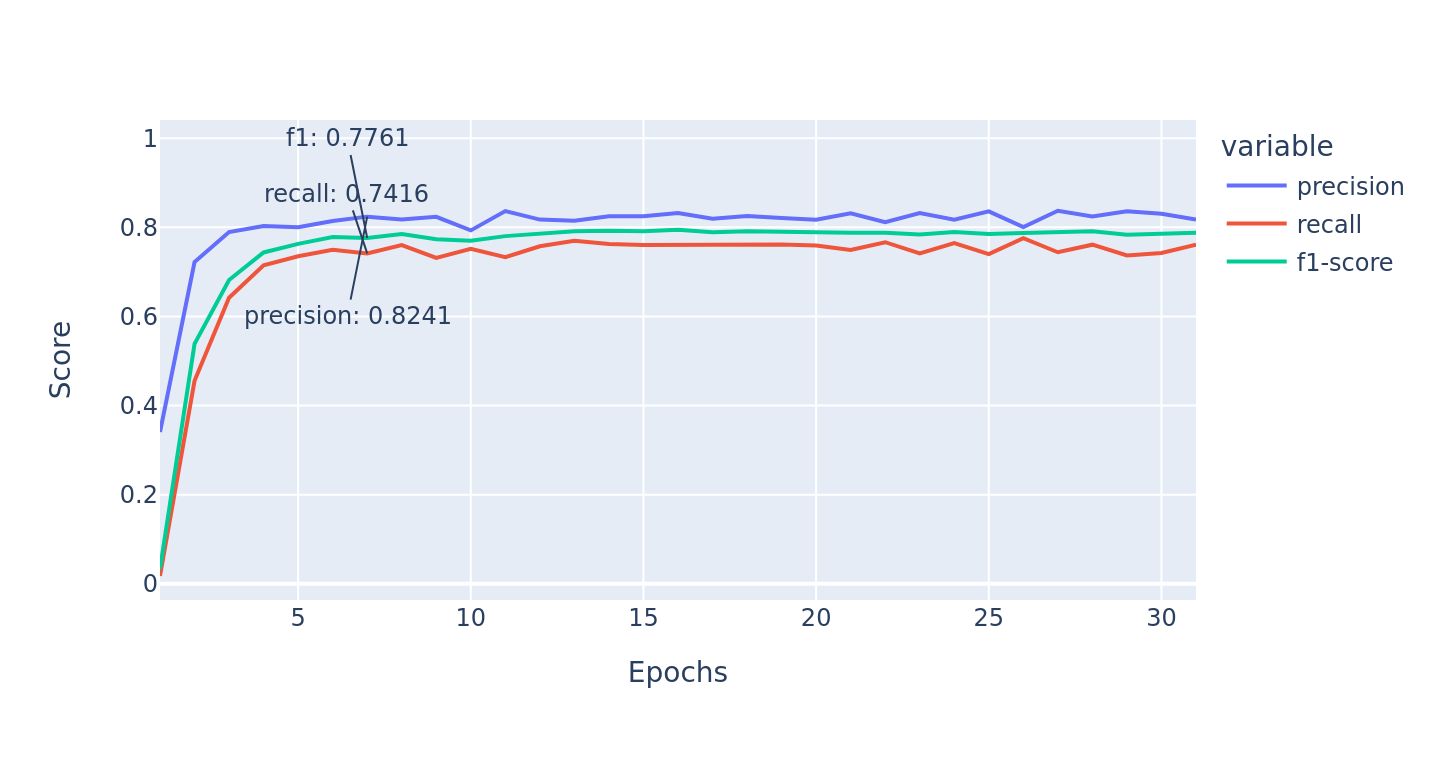 1
0.8
0.6
0.4
0.2
0
Score
f1: 0.7761
recall: 0.7416
precision: 0.8241
5 10 15 20 25 30
Epochs
variable
precision
recall
f1-score